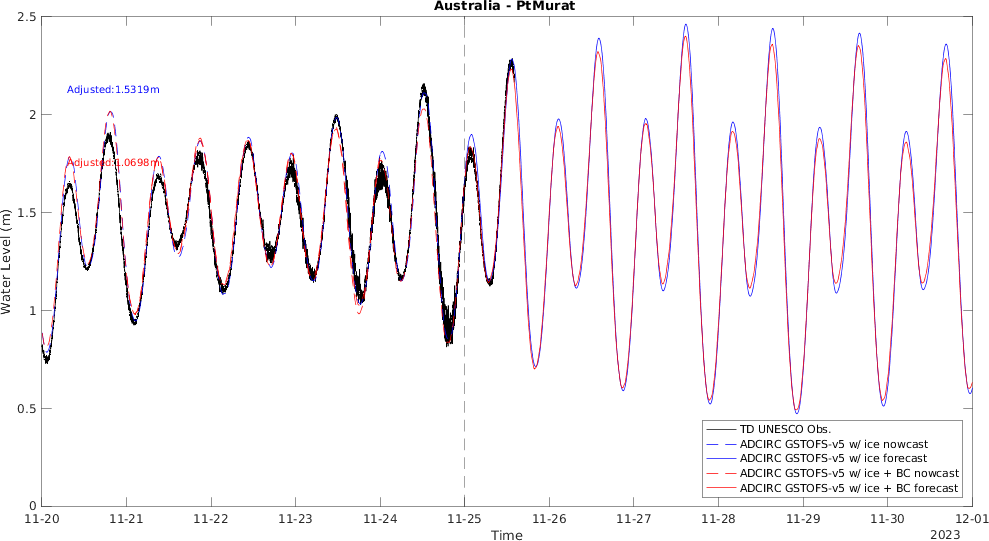 Australia - PtMurat
Water Level (m)
2.5
2
1.5
1
0.5
0
Adjusted:1.5319m
Adjusted:1.0698m
TD UNESCO Obs.
ADCIRC GSTOFS-v5 w/ ice nowcast
ADCIRC GSTOFS-v5 w/ ice forecast
ADCIRC GSTOFS-v5 w/ ice + BC nowcast
ADCIRC GSTOFS-v5 w/ ice + BC forecast
11-20 11-21 11-22 11-23 11-24 11-25 11-26 11-27 11-28 11-29 11-30 12-01
Time
2023